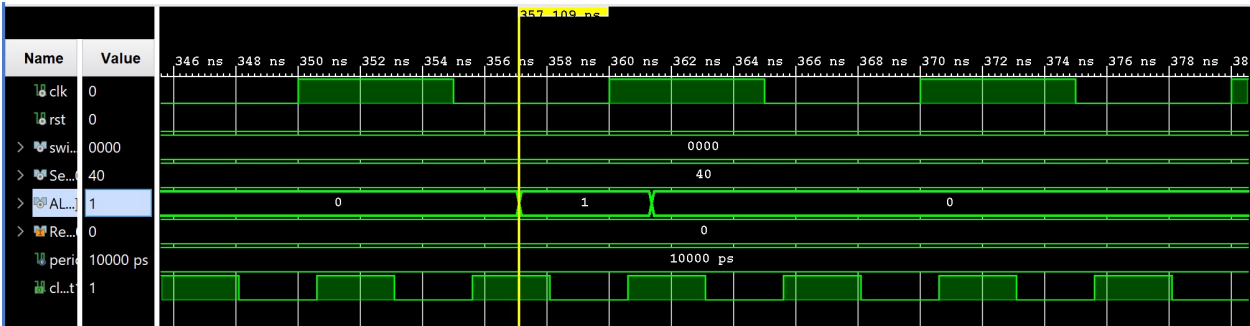 357.109 ns
Name Value
346 ns 348 ns 350 ns 352 ns 354 ns 356 ns 358 ns 360 ns 362 ns 364 ns 366 ns 368 ns 370 ns 372 ns 374 ns 376 ns 378 ns 38
clk 0
rst 0
swi... 0000 0000
Se... 40 40
AL...] 1 0 1 0
Re... 0 0
peri 10000 ps 10000 ps
cl...t 1